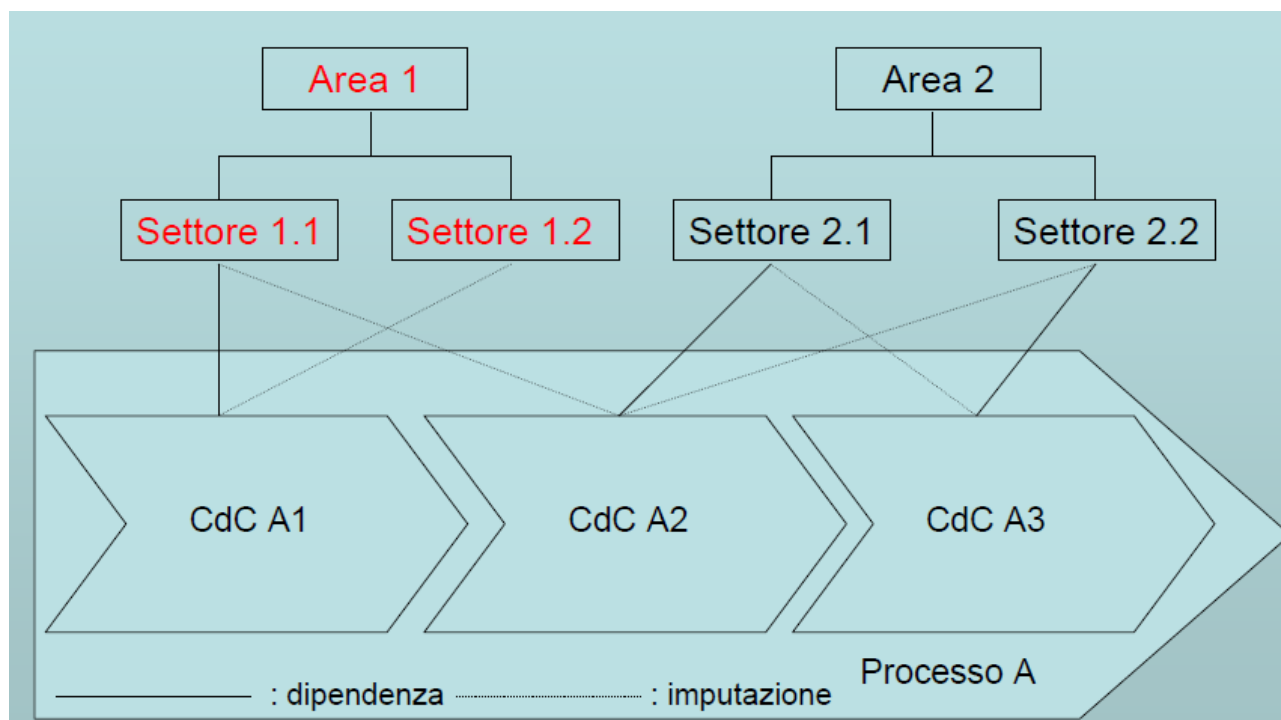 Area 1
Area 2
Settore 1.1
Settore 1.2
Settore 2.1
Settore 2.2
CdC A1
CdC A2
CdC A3
Processo A
: dipendenza
: imputazione